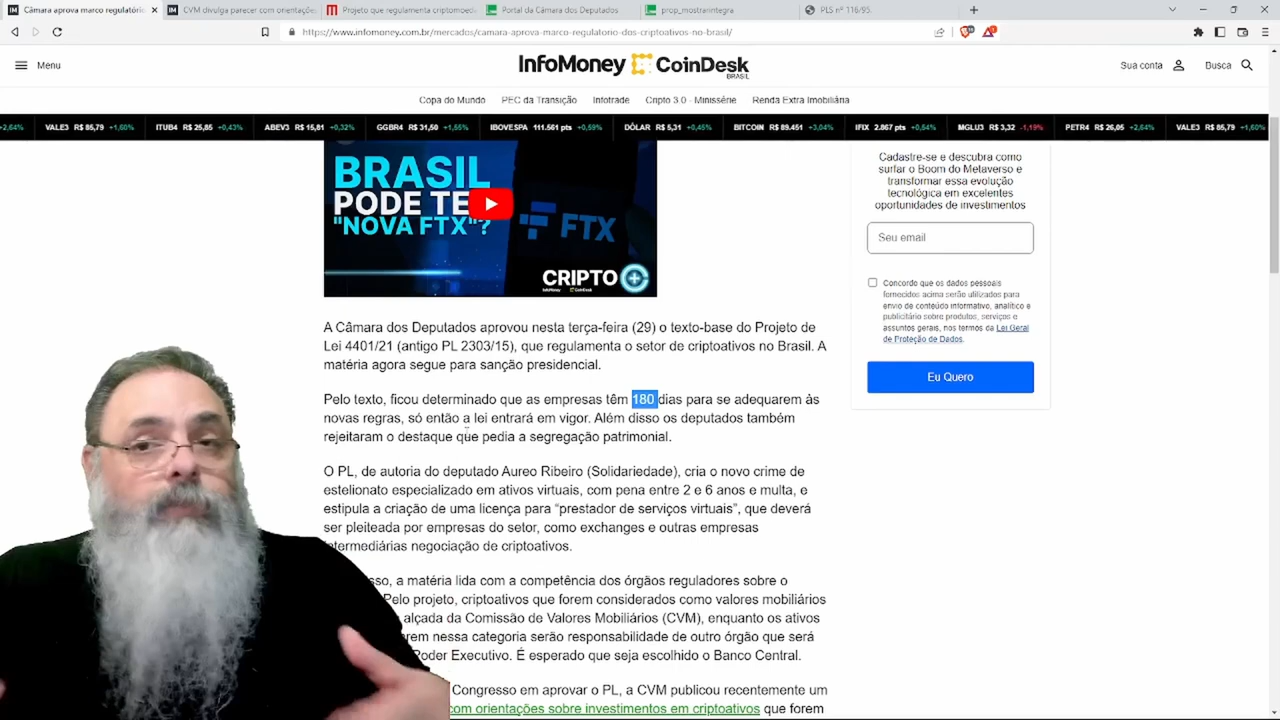 Câmara aprova marco regulatóri
CVM divulga parecer com orientaçõe
Projeto que regulamenta criptomoed
Portal da Câmara dos Deputados
prop_mostrarintegra
PLS nº 116/95.
https://www.infomoney.com.br/mercados/camara-aprova-marco-regulatorio-dos-criptoativos-no-brasil/
Menu
InfoMoney CoinDesk
BRASIL
Sua conta
Busca
Copa do Mundo
PEC da Transição
Infotrade
Cripto 3.0 - Minissérie
Renda Extra Imobiliária
+2,64% VALE3 R$ 85,79 +1,60% ITUB4 R$ 25,85 +0,43% ABEV3 R$ 15,81 +0,32% GGBR4 R$ 31,50 +1,55% IBOVESPA 111.561 pts +0,59% DÓLAR R$ 5,31 +0,45% BITCOIN R$ 89.451 +3,04% IFIX 2.867 pts +0,54% MGLU3 R$ 3,32 -1,19% PETR4 R$ 26,05 +2,64% VALE3 R$ 85,79 +1,60%
BRASIL
PODE TE
"NOVA FTX"?
FTX
CRIPTO+
InfoMoney CoinDesk
Cadastre-se e descubra como
surfar o Boom do Metaverso e
transformar essa evolução
tecnológica em excelentes
oportunidades de investimentos
Seu email
Concordo que os dados pessoais
fornecidos acima serão utilizados para
envio de conteúdo informativo, analítico e
publicitário sobre produtos, serviços e
assuntos gerais, nos termos da Lei Geral
de Proteção de Dados.
Eu Quero
A Câmara dos Deputados aprovou nesta terça-feira (29) o texto-base do Projeto de
Lei 4401/21 (antigo PL 2303/15), que regulamenta o setor de criptoativos no Brasil. A
matéria agora segue para sanção presidencial.
Pelo texto, ficou determinado que as empresas têm 180 dias para se adequarem às
novas regras, só então a lei entrará em vigor. Além disso os deputados também
rejeitaram o destaque que pedia a segregação patrimonial.
O PL, de autoria do deputado Aureo Ribeiro (Solidariedade), cria o novo crime de
estelionato especializado em ativos virtuais, com pena entre 2 e 6 anos e multa, e
estipula a criação de uma licença para “prestador de serviços virtuais”, que deverá
ser pleiteada por empresas do setor, como exchanges e outras empresas
intermediárias negociação de criptoativos.
sso, a matéria lida com a competência dos órgãos reguladores sobre o
Pelo projeto, criptoativos que forem considerados como valores mobiliários
alçada da Comissão de Valores Mobiliários (CVM), enquanto os ativos
rem nessa categoria serão responsabilidade de outro órgão que será
Poder Executivo. É esperado que seja escolhido o Banco Central.
Congresso em aprovar o PL, a CVM publicou recentemente um
com orientações sobre investimentos em criptoativos que forem